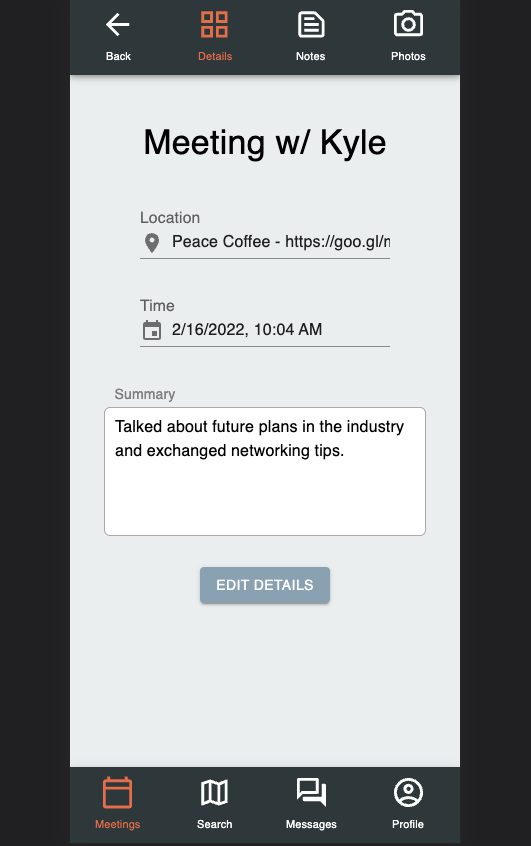 Back
Details
Notes
Photos
Meeting w/ Kyle
Location
Peace Coffee - https://goo.gl/
Time
2/16/2022, 10:04 AM
Summary
Talked about future plans in the industry
and exchanged networking tips.
EDIT DETAILS
Meetings
Search
Messages
Profile